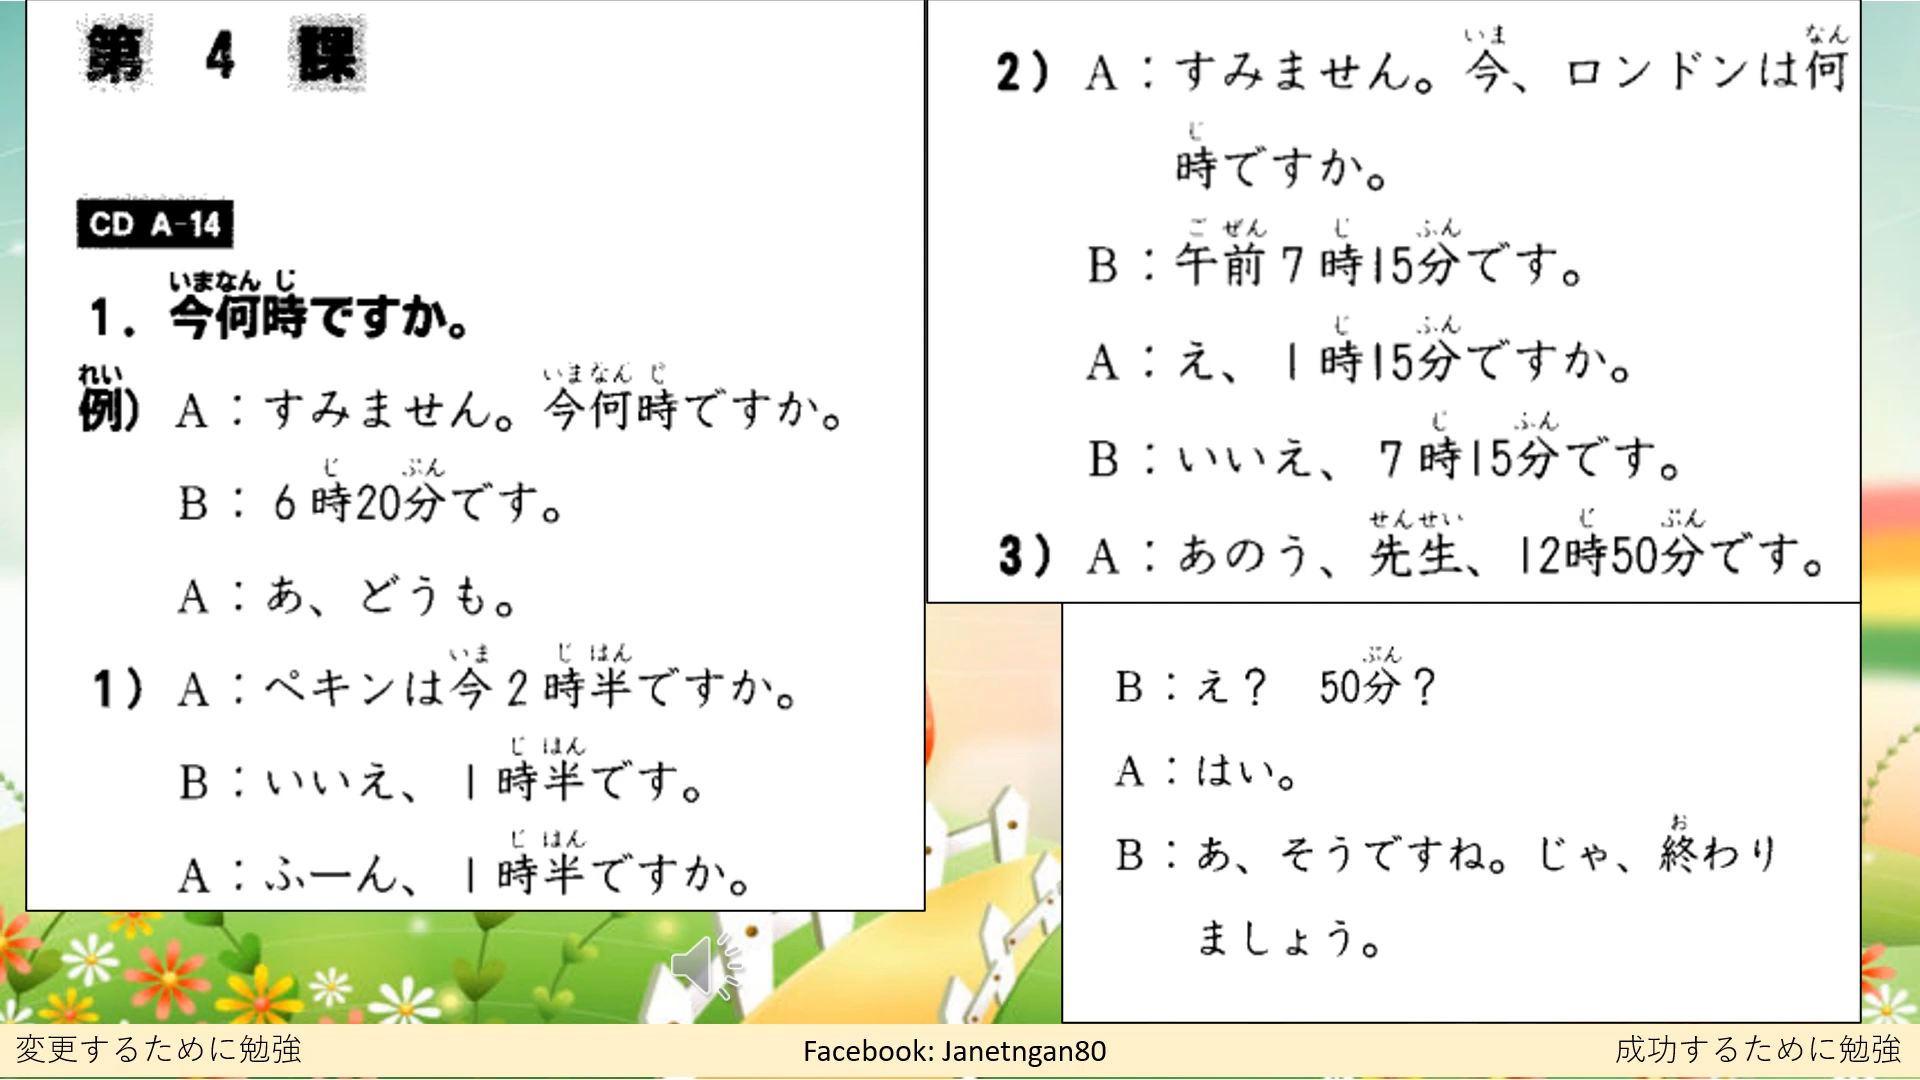 第 4 課
CD A-14
いまなん じ
1. 今何時ですか。
れい いまなん じ
例) A：すみません。今何時ですか。
じ ぷん
B：6時20分です。
A：あ、どうも。
いま じ はん
1) A：ペキンは今2時半ですか。
じ はん
B：いいえ、1時半です。
じ はん
A：ふーん、1時半ですか。
いま なん
2) A：すみません。今、ロンドンは何
じ
時ですか。
ご ぜん じ ふん
B：午前7時15分です。
じ ふん
A：え、1時15分ですか。
じ ふん
B：いいえ、7時15分です。
せんせい じ ぷん
3) A：あのう、先生、12時50分です。
ぷん
B：え？ 50分？
A：はい。
お
B：あ、そうですね。じゃ、終わり
ましょう。
変更するために勉強
Facebook: Janetngan80
成功するために勉強